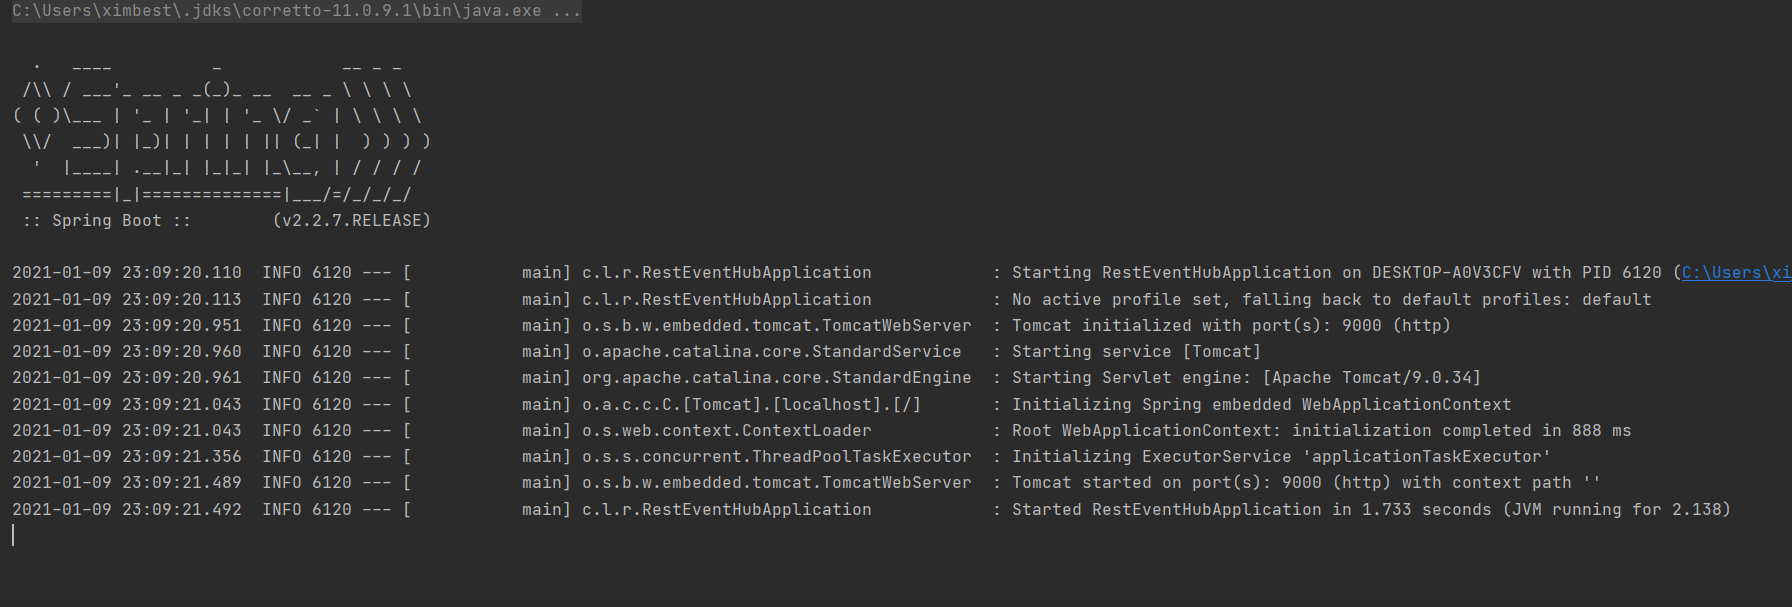 C:\Users\ximbest\.jdks\corretto-11.0.9.1\bin\java.exe ...
  .   ____          _            __ _ _
 /\\ / ___'_ __ _ _(_)_ __  __ _ \ \ \ \
( ( )\___ | '_ | '_| | '_ \/ _` | \ \ \ \
 \\/  ___)| |_)| | | | | || (_| |  ) ) ) )
  '  |____| .__|_| |_|_| |_\__, | / / / /
 =========|_|==============|___/=/_/_/_/
 :: Spring Boot ::        (v2.2.7.RELEASE)
2021-01-09 23:09:20.110  INFO 6120 --- [           main] c.l.r.RestEventHubApplication            : Starting RestEventHubApplication on DESKTOP-A0V3CFV with PID 6120 (C:\Users\xi
2021-01-09 23:09:20.113  INFO 6120 --- [           main] c.l.r.RestEventHubApplication            : No active profile set, falling back to default profiles: default
2021-01-09 23:09:20.951  INFO 6120 --- [           main] o.s.b.w.embedded.tomcat.TomcatWebServer  : Tomcat initialized with port(s): 9000 (http)
2021-01-09 23:09:20.960  INFO 6120 --- [           main] o.apache.catalina.core.StandardService   : Starting service [Tomcat]
2021-01-09 23:09:20.961  INFO 6120 --- [           main] org.apache.catalina.core.StandardEngine  : Starting Servlet engine: [Apache Tomcat/9.0.34]
2021-01-09 23:09:21.043  INFO 6120 --- [           main] o.a.c.c.C.[Tomcat].[localhost].[/]       : Initializing Spring embedded WebApplicationContext
2021-01-09 23:09:21.043  INFO 6120 --- [           main] o.s.web.context.ContextLoader            : Root WebApplicationContext: initialization completed in 888 ms
2021-01-09 23:09:21.356  INFO 6120 --- [           main] o.s.s.concurrent.ThreadPoolTaskExecutor  : Initializing ExecutorService 'applicationTaskExecutor'
2021-01-09 23:09:21.489  INFO 6120 --- [           main] o.s.b.w.embedded.tomcat.TomcatWebServer  : Tomcat started on port(s): 9000 (http) with context path ''
2021-01-09 23:09:21.492  INFO 6120 --- [           main] c.l.r.RestEventHubApplication            : Started RestEventHubApplication in 1.733 seconds (JVM running for 2.138)